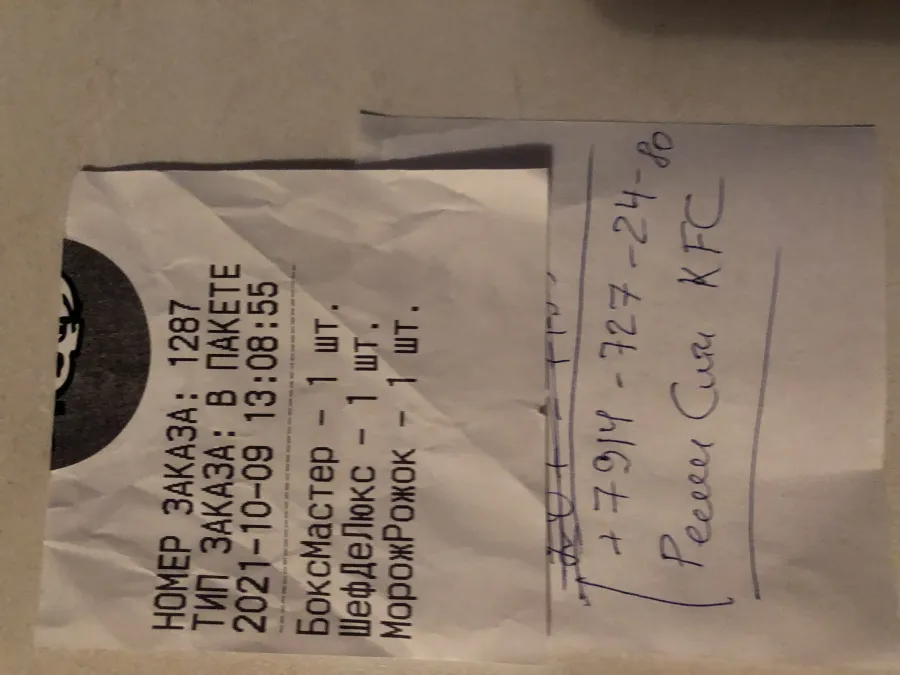 НОМЕР ЗАКАЗА: 1287
ТИП ЗАКАЗА: В ПАКЕТЕ
2021-10-09 13:08:55
БоксМастер - 1 шт.
ШефДеЛюкс - 1 шт.
МорожРожок - 1 шт.
+7914-727-24-80
KFC